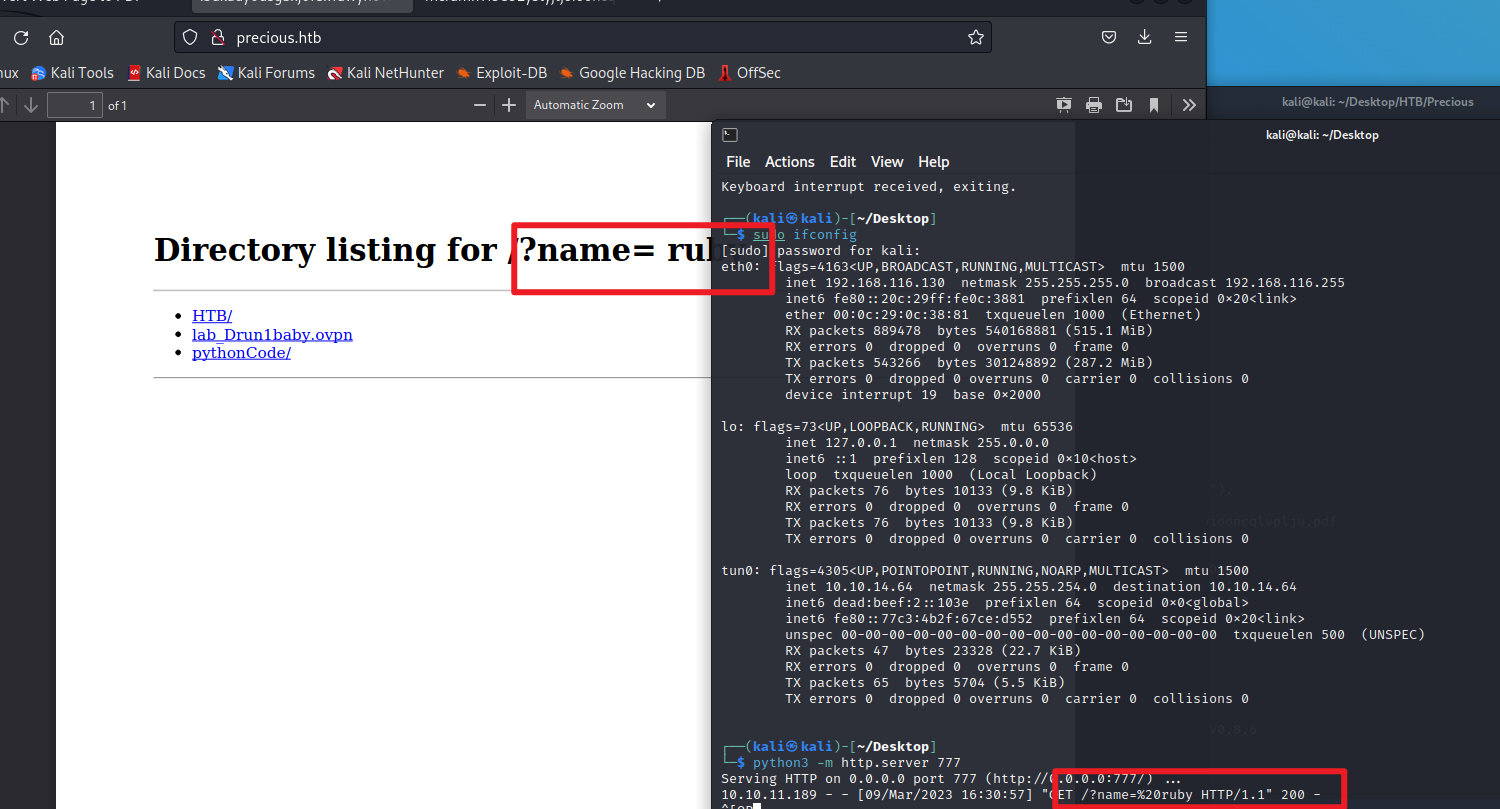 precious.htb
nux Kali Tools Kali Docs Kali Forums Kali NetHunter Exploit-DB Google Hacking DB OffSec
1 of 1 Automatic Zoom
kali@kali: ~/Desktop/HTB/Precious
kali@kali: ~/Desktop
File Actions Edit View Help
Directory listing for /?name= rub
HTB/
lab_Drun1baby.ovpn
pythonCode/
Keyboard interrupt received, exiting.
┌──(kali㉿kali)-[~/Desktop]
└─$ sudo ifconfig
[sudo] password for kali:
eth0: flags=4163<UP,BROADCAST,RUNNING,MULTICAST>  mtu 1500
        inet 192.168.116.130  netmask 255.255.255.0  broadcast 192.168.116.255
        inet6 fe80::20c:29ff:fe0c:3881  prefixlen 64  scopeid 0×20<link>
        ether 00:0c:29:0c:38:81  txqueuelen 1000  (Ethernet)
        RX packets 889478  bytes 540168881 (515.1 MiB)
        RX errors 0  dropped 0  overruns 0  frame 0
        TX packets 543266  bytes 301248892 (287.2 MiB)
        TX errors 0  dropped 0 overruns 0  carrier 0  collisions 0
        device interrupt 19  base 0×2000
lo: flags=73<UP,LOOPBACK,RUNNING>  mtu 65536
        inet 127.0.0.1  netmask 255.0.0.0
        inet6 ::1  prefixlen 128  scopeid 0×10<host>
        loop  txqueuelen 1000  (Local Loopback)
        RX packets 76  bytes 10133 (9.8 KiB)
        RX errors 0  dropped 0  overruns 0  frame 0
        TX packets 76  bytes 10133 (9.8 KiB)
        TX errors 0  dropped 0 overruns 0  carrier 0  collisions 0
tun0: flags=4305<UP,POINTOPOINT,RUNNING,NOARP,MULTICAST>  mtu 1500
        inet 10.10.14.64  netmask 255.255.254.0  destination 10.10.14.64
        inet6 dead:beef:2::103e  prefixlen 64  scopeid 0×0<global>
        inet6 fe80::77c3:4b2f:67ce:d552  prefixlen 64  scopeid 0×20<link>
        unspec 00-00-00-00-00-00-00-00-00-00-00-00-00-00-00-00  txqueuelen 500  (UNSPEC)
        RX packets 47  bytes 23328 (22.7 KiB)
        RX errors 0  dropped 0  overruns 0  frame 0
        TX packets 65  bytes 5704 (5.5 KiB)
        TX errors 0  dropped 0 overruns 0  carrier 0  collisions 0
v0.8.6
┌──(kali㉿kali)-[~/Desktop]
└─$ python3 -m http.server 777
Serving HTTP on 0.0.0.0 port 777 (http://0.0.0.0:777/) ...
10.10.11.189 - - [09/Mar/2023 16:30:57] "GET /?name=%20ruby HTTP/1.1" 200 -